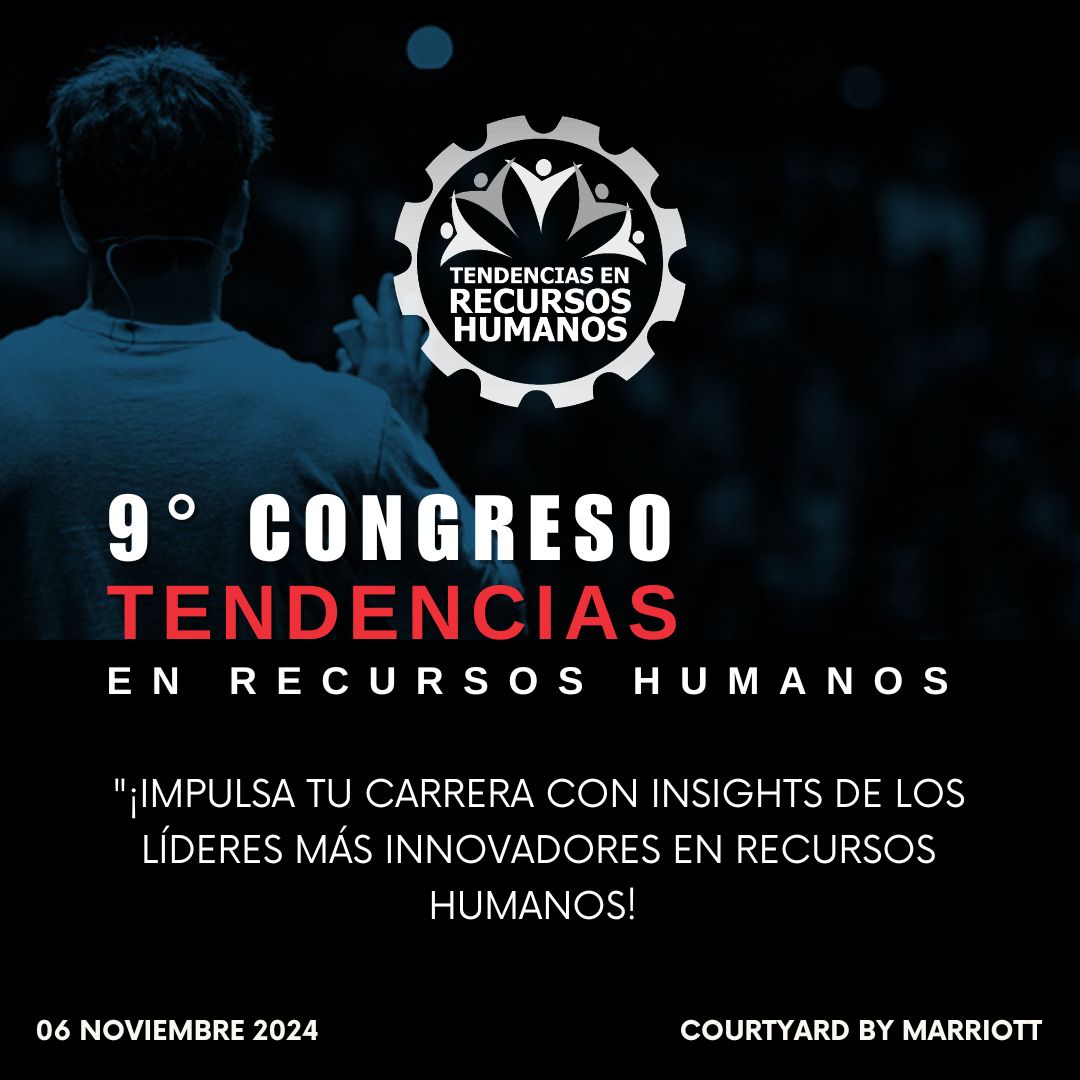 TENDENCIAS EN
RECURSOS
HUMANOS
9° CONGRESO
TENDENCIAS
EN RECURSOS HUMANOS
"¡IMPULSA TU CARRERA CON INSIGHTS DE LOS
LÍDERES MÁS INNOVADORES EN RECURSOS
HUMANOS!
06 NOVIEMBRE 2024
COURTYARD BY MARRIOTT